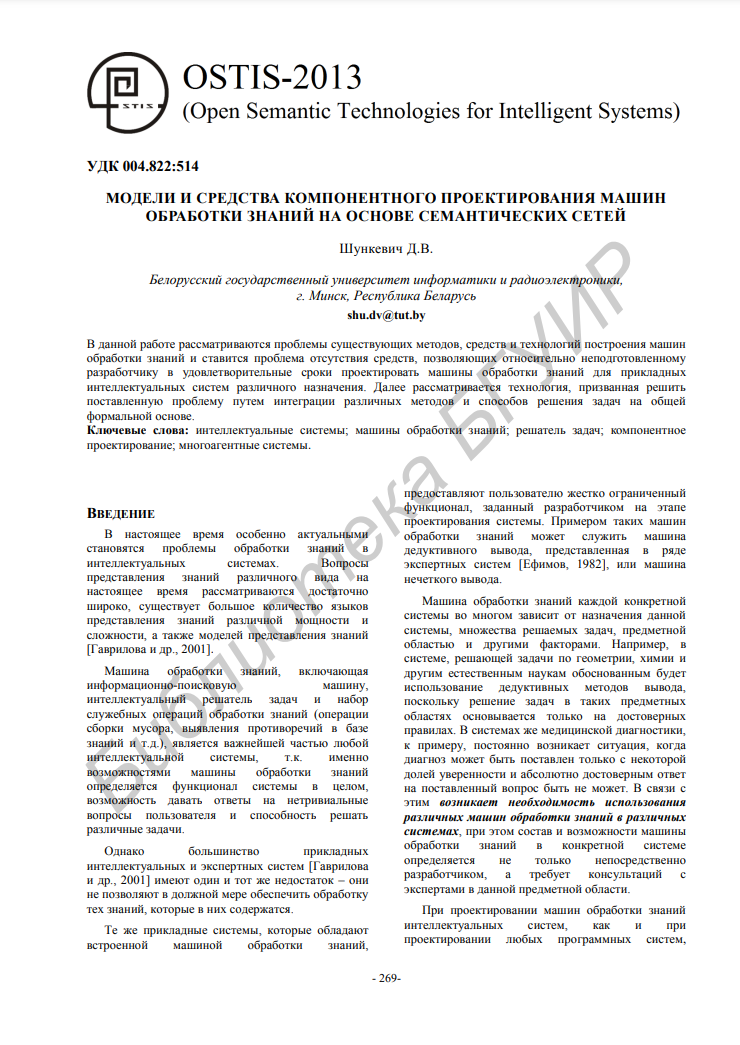 OSTIS-2013
(Open Semantic Technologies for Intelligent Systems)
STIS
УДК 004.822:514
МОДЕЛИ И СРЕДСТВА КОМПОНЕНТНОГО ПРОЕКТИРОВАНИЯ МАШИН
ОБРАБОТКИ ЗНАНИЙ НА ОСНОВЕ СЕМАНТИЧЕСКИХ СЕТЕЙ
Шункевич Д.В.
Белорусский государственный университет информатики и радиоэлектроники,
г. Минск, Республика Беларусь
shu.dv@tut.by
В данной работе рассматриваются проблемы существующих методов, средств и технологий построения машин
обработки знаний и ставится проблема отсутствия средств, позволяющих относительно неподготовленному
разработчику в удовлетворительные сроки проектировать машины обработки знаний для прикладных
интеллектуальных систем различного назначения. Далее рассматривается технология, призванная решить
поставленную проблему путем интеграции различных методов и способов решения задач на общей
формальной основе.
Ключевые слова: интеллектуальные системы; машины обработки знаний; решатель задач; компонентное
проектирование; многоагентные системы.
ВВЕДЕНИЕ
В настоящее время особенно актуальными
становятся проблемы обработки знаний в
интеллектуальных системах. Вопросы
представления знаний различного вида на
настоящее время рассматриваются достаточно
широко, существует большое количество языков
представления знаний различной мощности и
сложности, а также моделей представления знаний
[Гаврилова и др., 2001].
Машина обработки знаний, включающая
информационно-поисковую машину,
интеллектуальный решатель задач и набор
служебных операций обработки знаний (операции
сборки мусора, выявления противоречий в базе
знаний и т.д.), является важнейшей частью любой
интеллектуальной системы, т.к. именно
возможностями машины обработки знаний
определяется функционал системы в целом,
возможность давать ответы на нетривиальные
вопросы пользователя и способность решать
различные задачи.
Однако большинство прикладных
интеллектуальных и экспертных систем [Гаврилова
и др., 2001] имеют один и тот же недостаток – они
не позволяют в должной мере обеспечить обработку
тех знаний, которые в них содержатся.
Те же прикладные системы, которые обладают
встроенной машиной обработки знаний,
предоставляют пользователю жестко ограниченный
функционал, заданный разработчиком на этапе
проектирования системы. Примером таких машин
обработки знаний может служить машина
дедуктивного вывода, представленная в ряде
экспертных систем [Ефимов, 1982], или машина
нечеткого вывода.
Машина обработки знаний каждой конкретной
системы во многом зависит от назначения данной
системы, множества решаемых задач, предметной
областью и другими факторами. Например, в
системе, решающей задачи по геометрии, химии и
другим естественным наукам обоснованным будет
использование дедуктивных методов вывода,
поскольку решение задач в таких предметных
областях основывается только на достоверных
правилах. В системах же медицинской диагностики,
к примеру, постоянно возникает ситуация, когда
диагноз может быть поставлен только с некоторой
долей уверенности и абсолютно достоверным ответ
на поставленный вопрос быть не может. В связи с
этим возникает необходимость использования
различных машин обработки знаний в различных
системах, при этом состав и возможности машины
обработки знаний в конкретной системе
определяется не только непосредственно
разработчиком, а требует консультаций с
экспертами в данной предметной области.
При проектировании машин обработки знаний
интеллектуальных систем, как и при
проектировании любых программных систем,
- 269-
Библиотека БГУИР